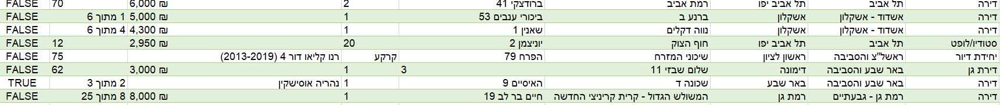 דירה תל אביב תל אביב יפו רמת אביב ברודצקי 41 2 6,000 ₪ 70 FALSE
דירה אשדוד - אשקלון אשקלון ברנע ב ביכורי ענבים 53 1 5,000 ₪ 1 מתוך 6 FALSE
דירה אשדוד - אשקלון אשקלון נווה דקלים שאנין 1 1 4,300 ₪ 4 מתוך 6 FALSE
סטודיו/לופט תל אביב תל אביב יפו חוף הצוק יוניצמן 2 20 2,950 ₪ 12 FALSE
יחידת דיור ראשל"צ והסביבה ראשון לציון שיכוני המזרח הפרח 79 קרקע רנו קליאו דור 4 (2013-2019) 75 FALSE
דירת גן באר שבע והסביבה דימונה שלום שבזי 11 3 1 3,000 ₪ 62 FALSE
דירה באר שבע והסביבה באר שבע שכונה ד האיסיים 9 1 נהריה אוסישקין 2 מתוך 3 TRUE
דירה רמת גן - גבעתיים רמת גן המשולש הגדול - קרית קריניצי החדשה חיים בר לב 19 1 8,000 ₪ 8 מתוך 25 FALSE